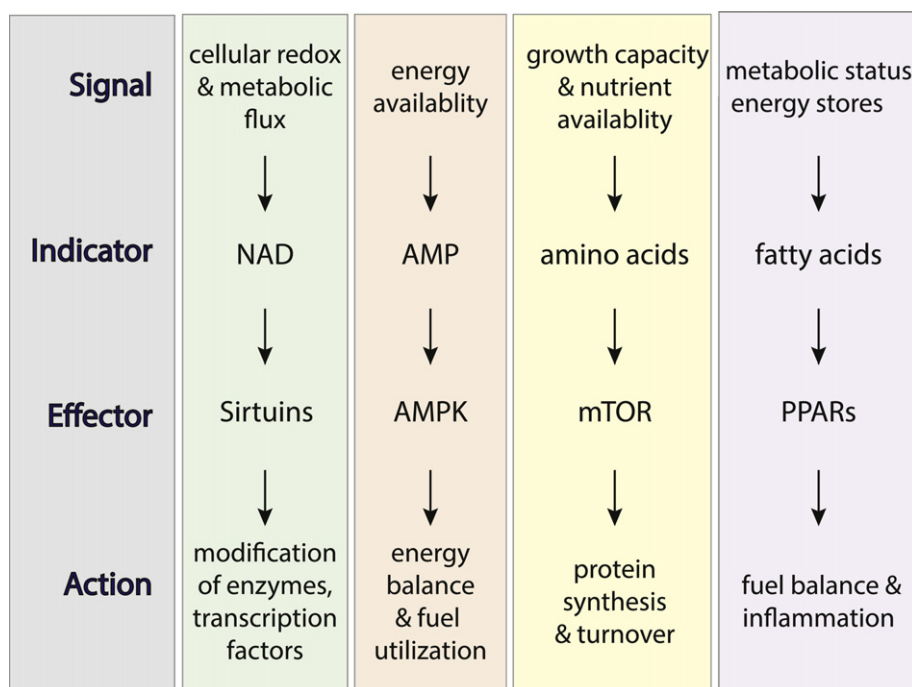 Signal
cellular redox
& metabolic
flux
energy
availablity
growth capacity
& nutrient
availablity
metabolic status
energy stores
Indicator
NAD
AMP
amino acids
fatty acids
Effector
Sirtuins
AMPK
mTOR
PPARs
Action
modification
of enzymes,
transcription
factors
energy
balance
& fuel
utilization
protein
synthesis
& turnover
fuel balance &
inflammation